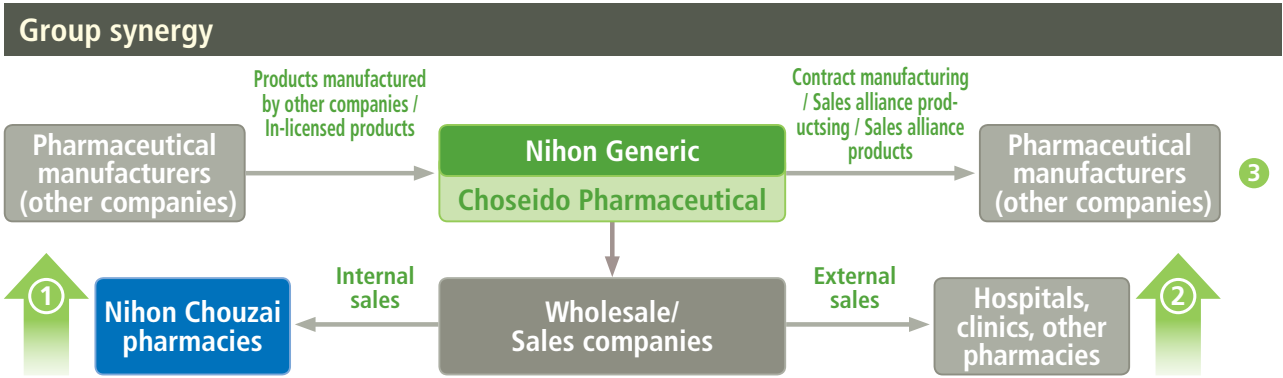 Group synergy
Products manufactured
by other companies /
In-licensed products
Contract manufacturing
/ Sales alliance prod-
uctsing / Sales alliance
products
Pharmaceutical
manufacturers
(other companies)
Nihon Generic
Choseido Pharmaceutical
Pharmaceutical
manufacturers
(other companies)
3
1
Nihon Chouzai
pharmacies
Internal
sales
Wholesale/
Sales companies
External
sales
Hospitals,
clinics, other
pharmacies
2